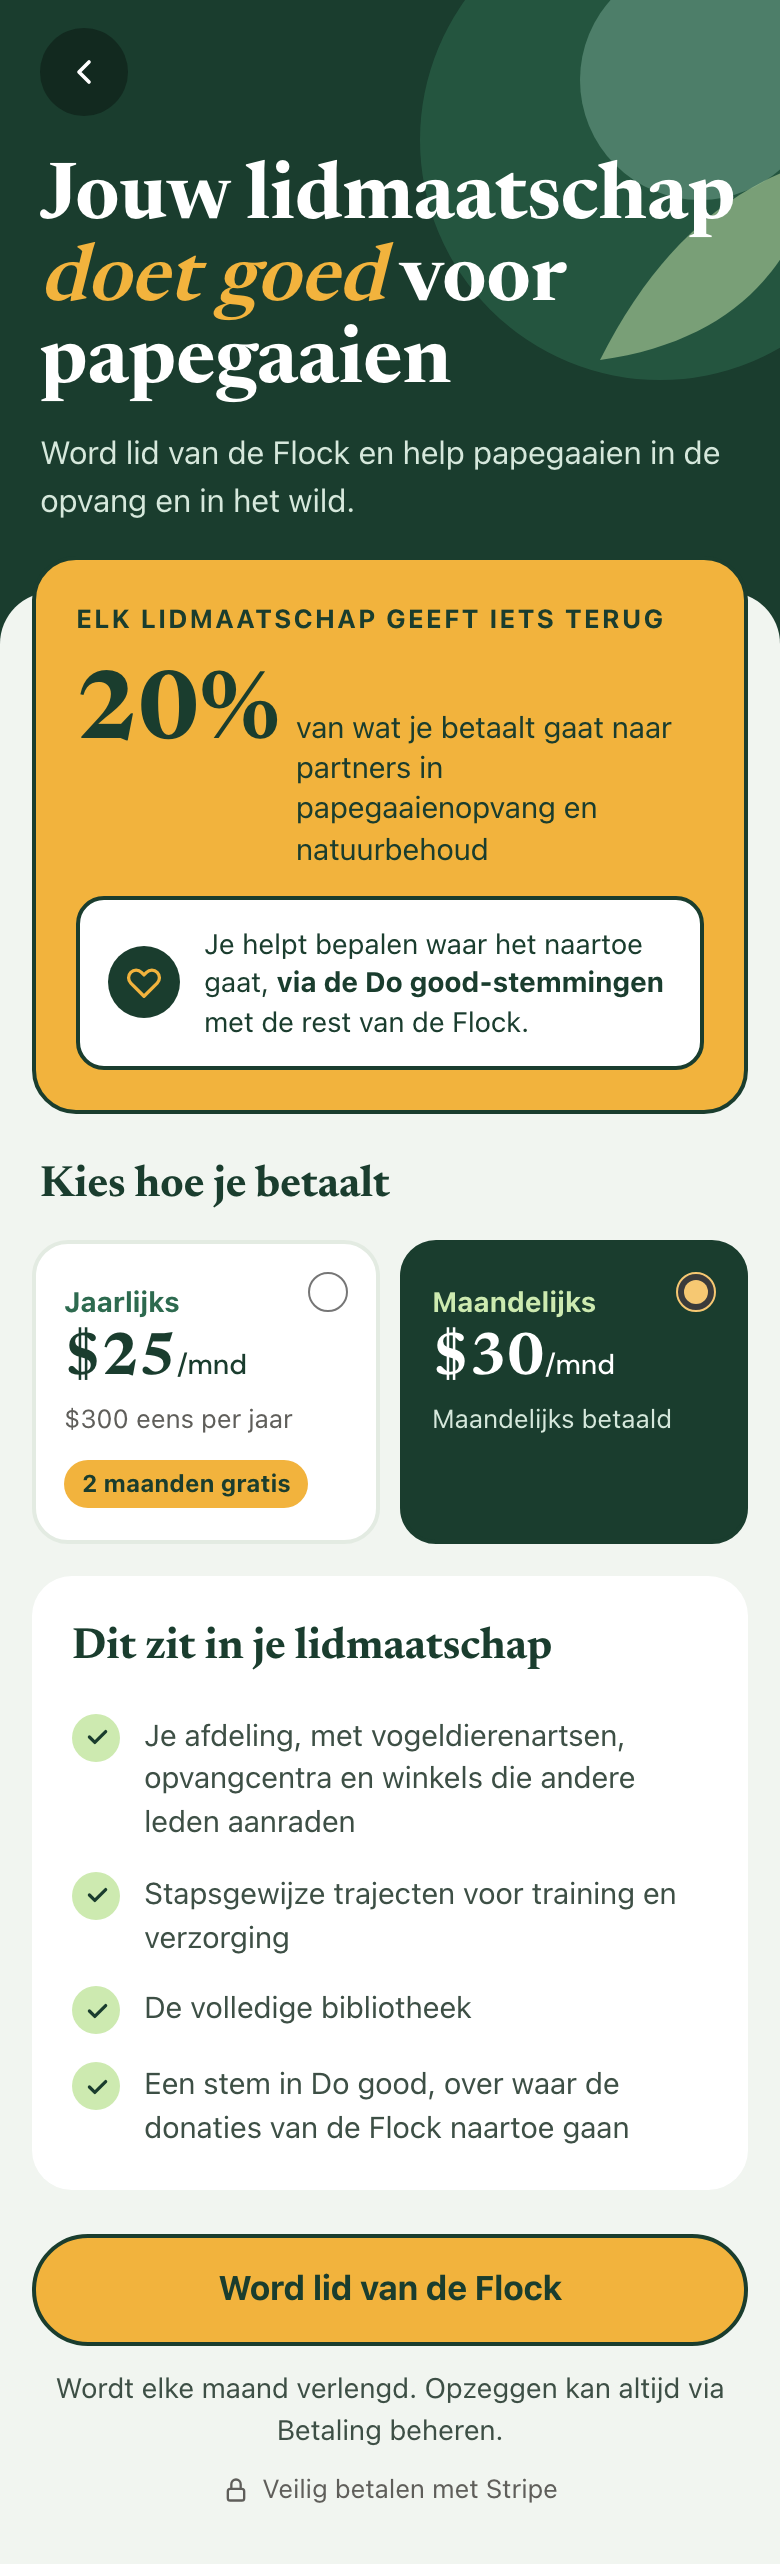 Jouw lidmaatschap
doet goed voor
papegaaien
Word lid van de Flock en help papegaaien in de
opvang en in het wild.
ELK LIDMAATSCHAP GEEFT IETS TERUG
20% van wat je betaalt gaat naar
partners in
papegaaienopvang en
natuurbehoud
Je helpt bepalen waar het naartoe
gaat, via de Do good-stemmingen
met de rest van de Flock.
Kies hoe je betaalt
Jaarlijks
$25/mnd
$300 eens per jaar
2 maanden gratis
Maandelijks
$30/mnd
Maandelijks betaald
Dit zit in je lidmaatschap
Je afdeling, met vogeldierenartsen,
opvangcentra en winkels die andere
leden aanraden
Stapsgewijze trajecten voor training en
verzorging
De volledige bibliotheek
Een stem in Do good, over waar de
donaties van de Flock naartoe gaan
Word lid van de Flock
Wordt elke maand verlengd. Opzeggen kan altijd via
Betaling beheren.
Veilig betalen met Stripe